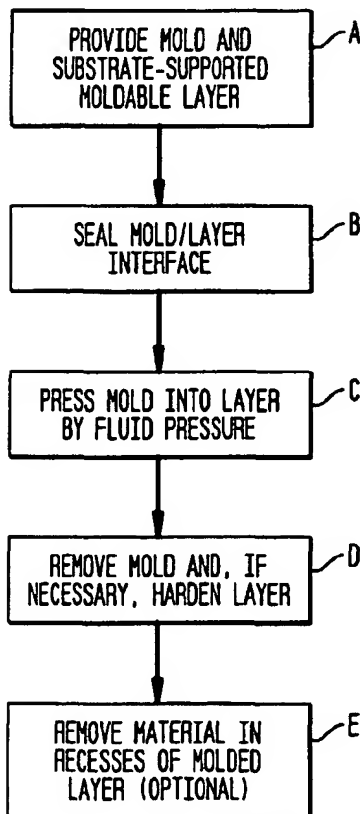 PROVIDE MOLD AND
SUBSTRATE-SUPPORTED
MOLDABLE LAYER
A
SEAL MOLD/LAYER
INTERFACE
B
PRESS MOLD INTO LAYER
BY FLUID PRESSURE
C
REMOVE MOLD AND, IF
NECESSARY, HARDEN LAYER
D
REMOVE MATERIAL IN
RECESSES OF MOLDED
LAYER (OPTIONAL)
E